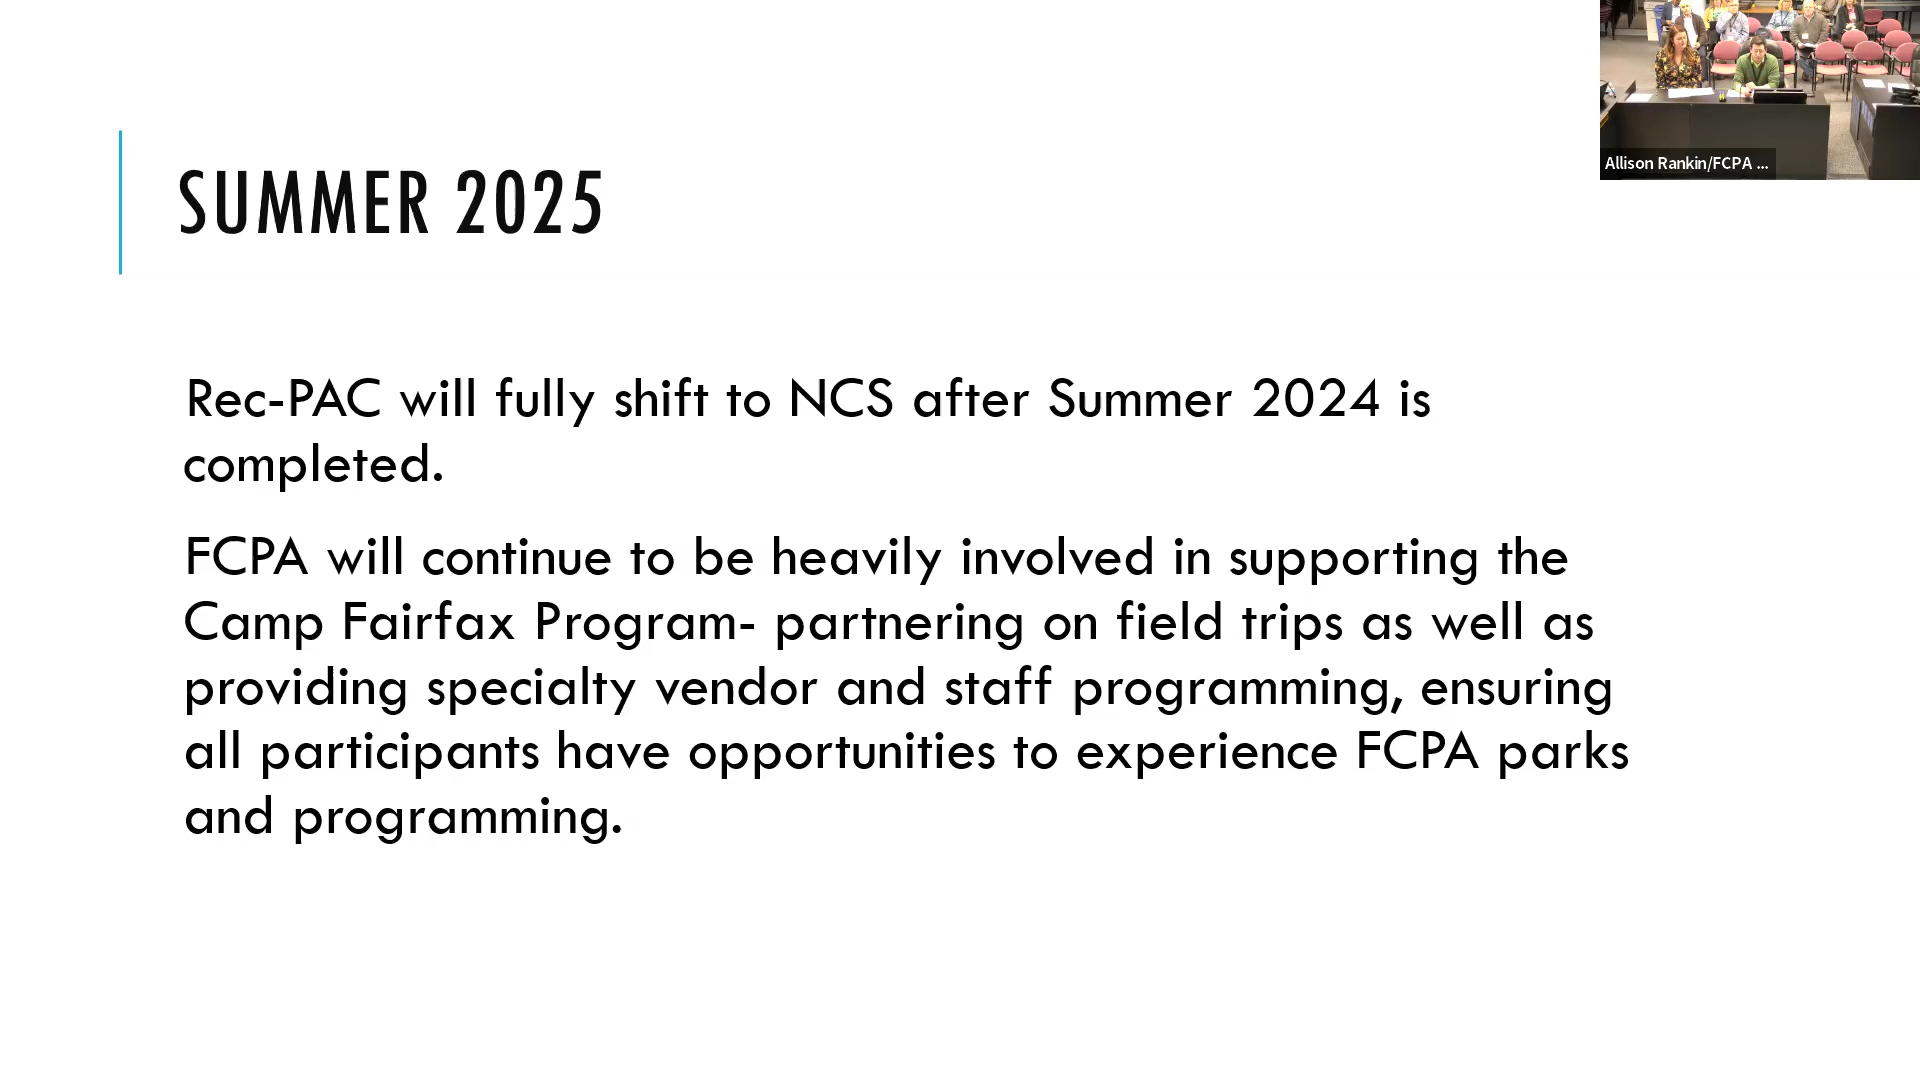 SUMMER 2025
Rec-PAC will fully shift to NCS after Summer 2024 is
completed.
FCPA will continue to be heavily involved in supporting the
Camp Fairfax Program- partnering on field trips as well as
providing specialty vendor and staff programming, ensuring
all participants have opportunities to experience FCPA parks
and programming.
Allison Rankin/FCPA ...